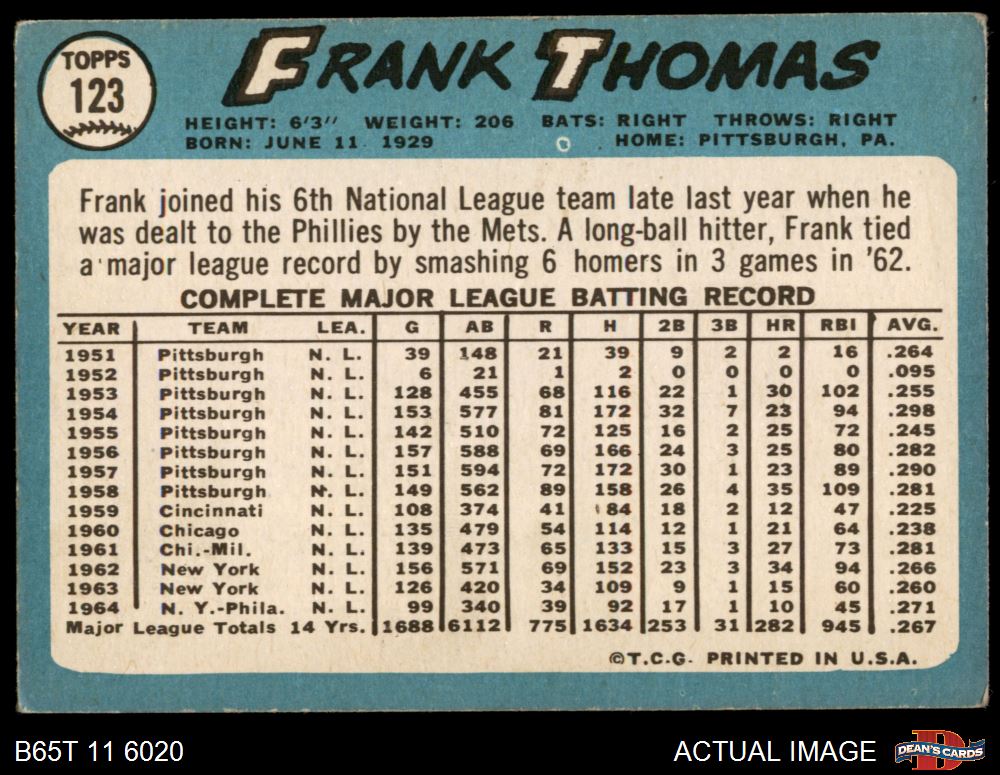 TOPPS
123
FRANK THOMAS
HEIGHT: 6'3" WEIGHT: 206 BATS: RIGHT THROWS: RIGHT
BORN: JUNE 11 1929 HOME: PITTSBURGH, PA.
Frank joined his 6th National League team late last year when he
was dealt to the Phillies by the Mets. A long-ball hitter, Frank tied
a major league record by smashing 6 homers in 3 games in '62.
COMPLETE MAJOR LEAGUE BATTING RECORD
YEAR TEAM LEA. G AB R H 2B 3B HR RBI AVG.
1951 Pittsburgh N. L. 39 148 21 39 9 2 2 16 .264
1952 Pittsburgh N. L. 6 21 1 2 0 0 0 0 .095
1953 Pittsburgh N. L. 128 455 68 116 22 1 30 102 .255
1954 Pittsburgh N. L. 153 577 81 172 32 7 23 94 .298
1955 Pittsburgh N. L. 142 510 72 125 16 2 25 72 .245
1956 Pittsburgh N. L. 157 588 69 166 24 3 25 80 .282
1957 Pittsburgh N. L. 151 594 72 172 30 1 23 89 .290
1958 Pittsburgh N. L. 149 562 89 158 26 4 35 109 .281
1959 Cincinnati N. L. 108 374 41 84 18 2 12 47 .225
1960 Chicago N. L. 135 479 54 114 12 1 21 64 .238
1961 Chi.-Mil. N. L. 139 473 65 133 15 3 27 73 .281
1962 New York N. L. 156 571 69 152 23 3 34 94 .266
1963 New York N. L. 126 420 34 109 9 1 15 60 .260
1964 N. Y.-Phila. N. L. 99 340 39 92 17 1 10 45 .271
Major League Totals 14 Yrs. 1688 6112 775 1634 253 31 282 945 .267
©T.C.G. PRINTED IN U.S.A.
B65T 11 6020 ACTUAL IMAGE
DEAN'S CARDS